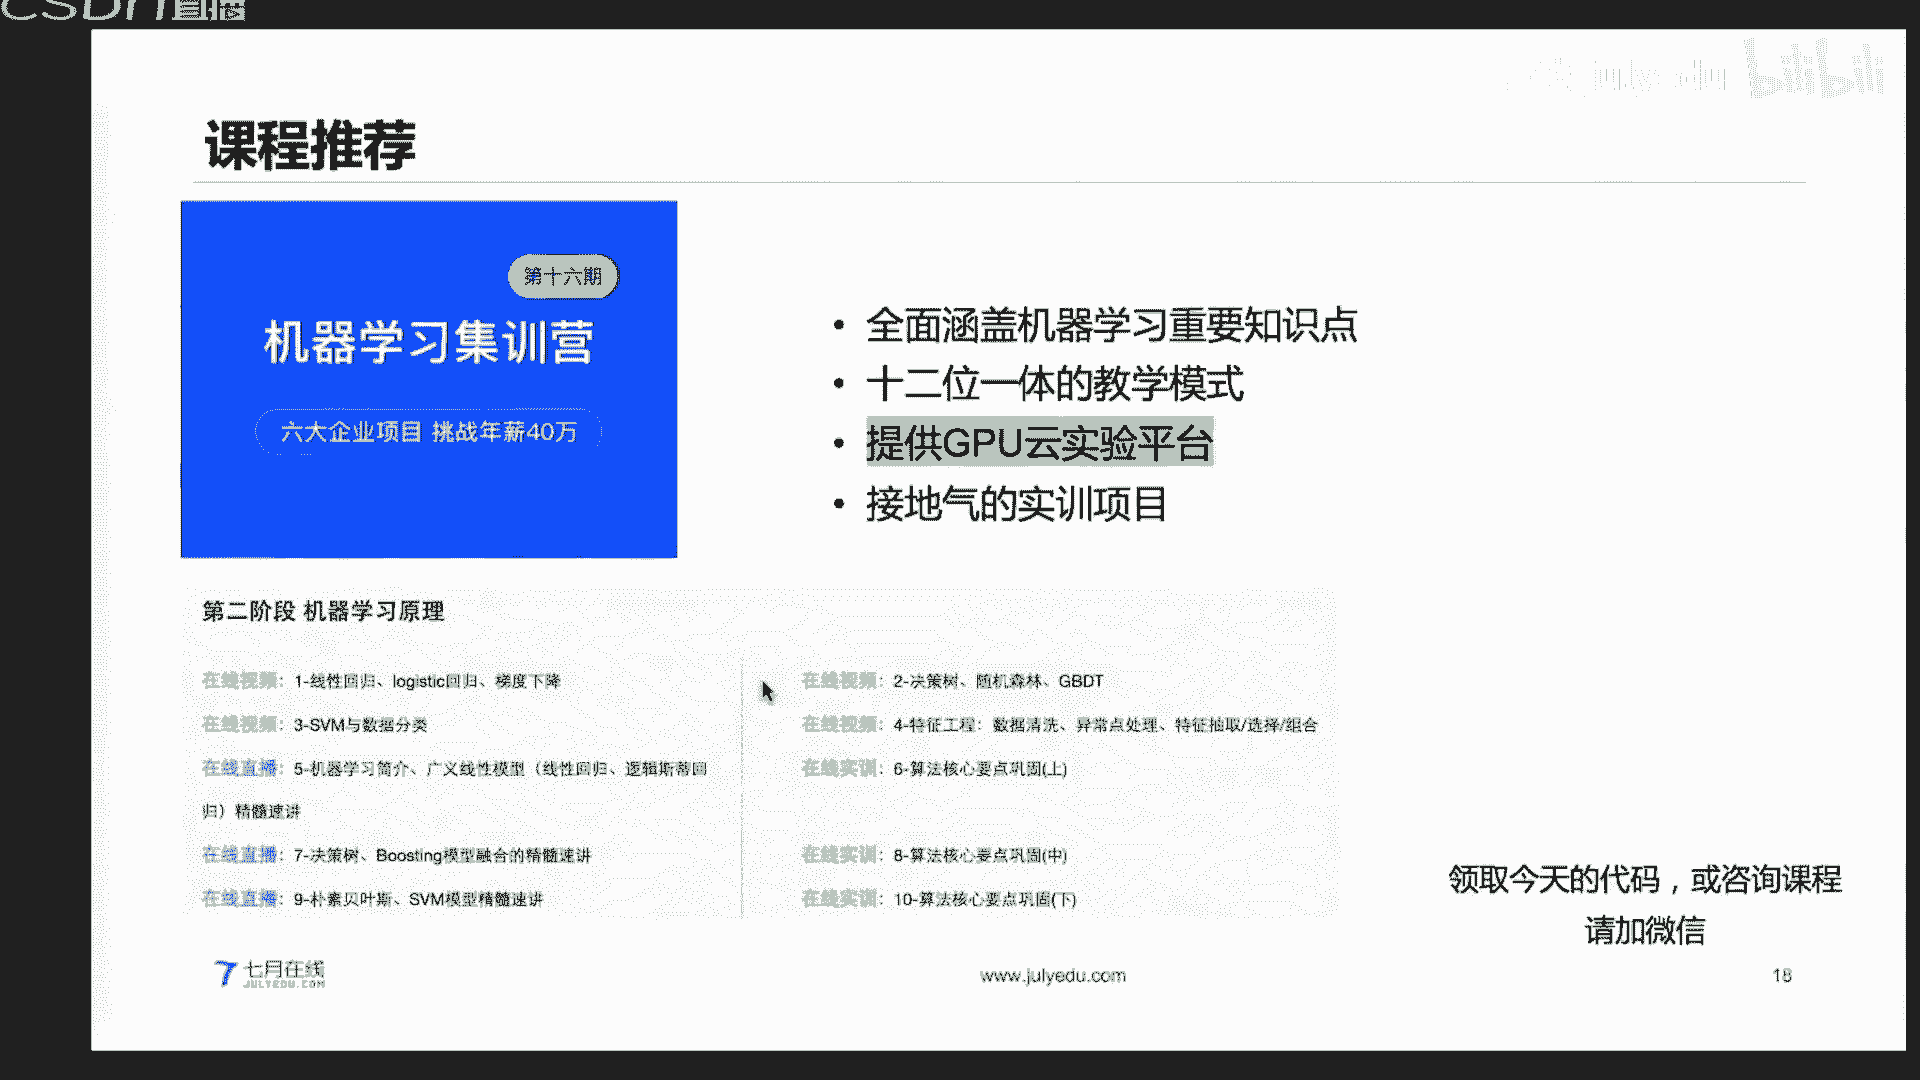 CSDN直播
julyedu bilibili
课程推荐
第十六期
机器学习集训营
六大企业项目 挑战年薪40万
• 全面涵盖机器学习重要知识点
• 十二位一体的教学模式
• 提供GPU云实验平台
• 接地气的实训项目
第二阶段 机器学习原理
在线视频：1-线性回归、logistic回归、梯度下降
在线视频：2-决策树、随机森林、GBDT
在线视频：3-SVM与数据分类
在线视频：4-特征工程：数据清洗、异常点处理、特征抽取/选择/组合
在线直播：5-机器学习简介、广义线性模型（线性回归、逻辑斯蒂回
归）精髓速讲
在线实训：6-算法核心要点巩固(上)
在线直播：7-决策树、Boosting模型融合的精髓速讲
在线实训：8-算法核心要点巩固(中)
在线直播：9-朴素贝叶斯、SVM模型精髓速讲
在线实训：10-算法核心要点巩固(下)
领取今天的代码，或咨询课程
请加微信
七月在线
JULYEDU.COM
www.julyedu.com
18